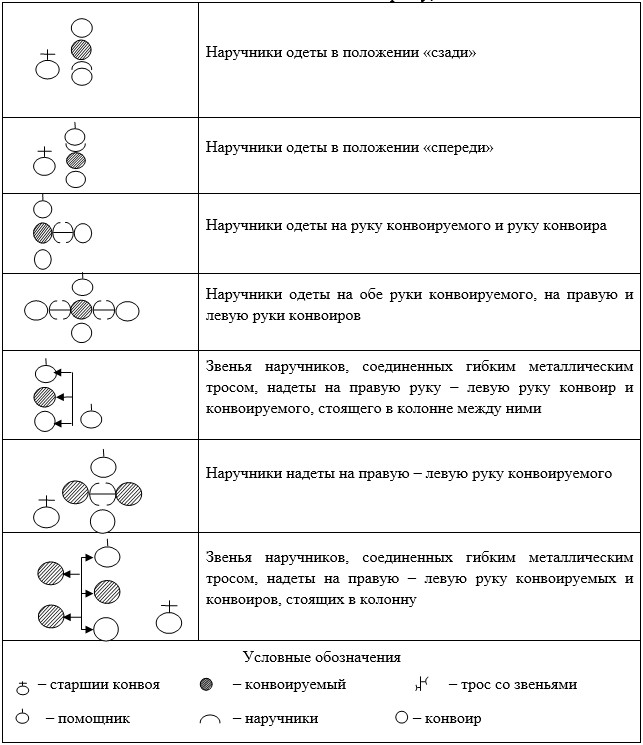 Наручники одеты в положении «сзади»
Наручники одеты в положении «спереди»
Наручники одеты на руку конвоируемого и руку конвоира
Наручники одеты на обе руки конвоируемого, на правую и
левую руки конвоиров
Звенья наручников, соединенных гибким металлическим
тросом, надеты на правую руку – левую руку конвоир и
конвоируемого, стоящего в колонне между ними
Наручники надеты на правую – левую руку конвоируемого
Звенья наручников, соединенных гибким металлическим
тросом, надеты на правую – левую руку конвоируемых и
конвоиров, стоящих в колонну
Условные обозначения
– старшии конвоя – конвоируемый – трос со звеньями
– помощник – наручники – конвоир